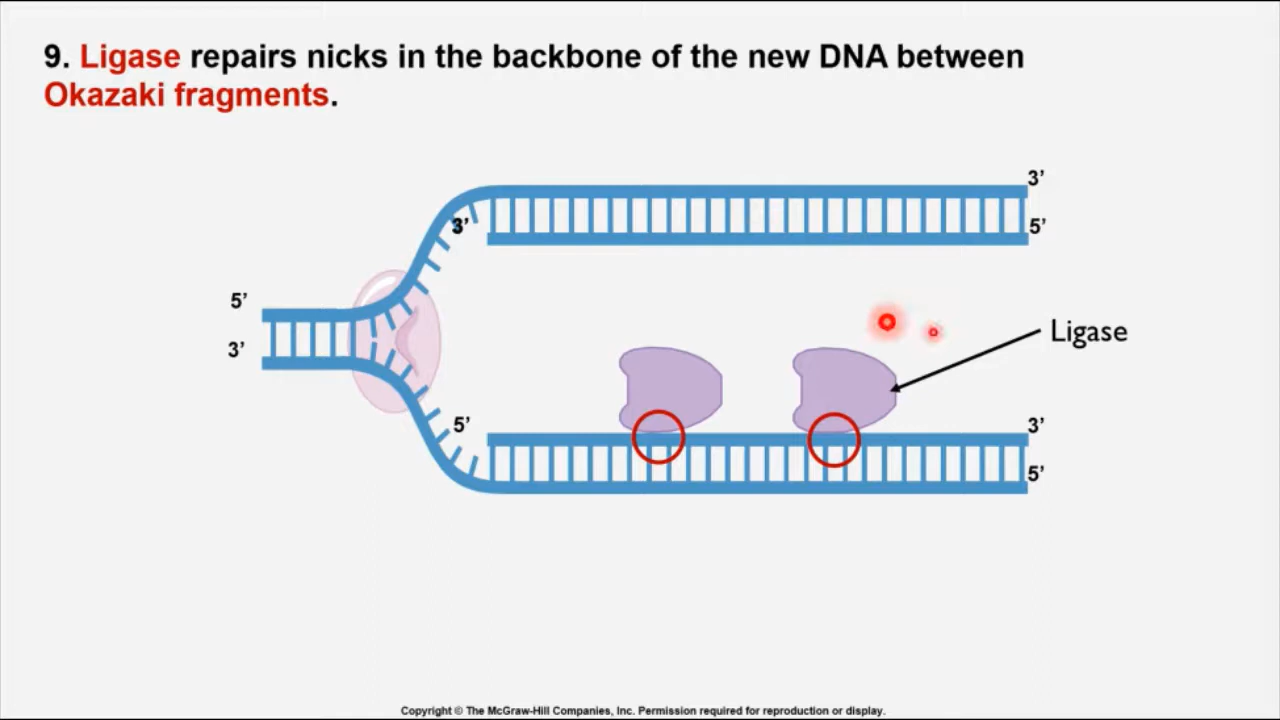 9. Ligase repairs nicks in the backbone of the new DNA between
Okazaki fragments.
3’
3’
5’
5’
3’
Ligase
5’
3’
5’
Copyright © The McGraw-Hill Companies, Inc. Permission required for reproduction or display.